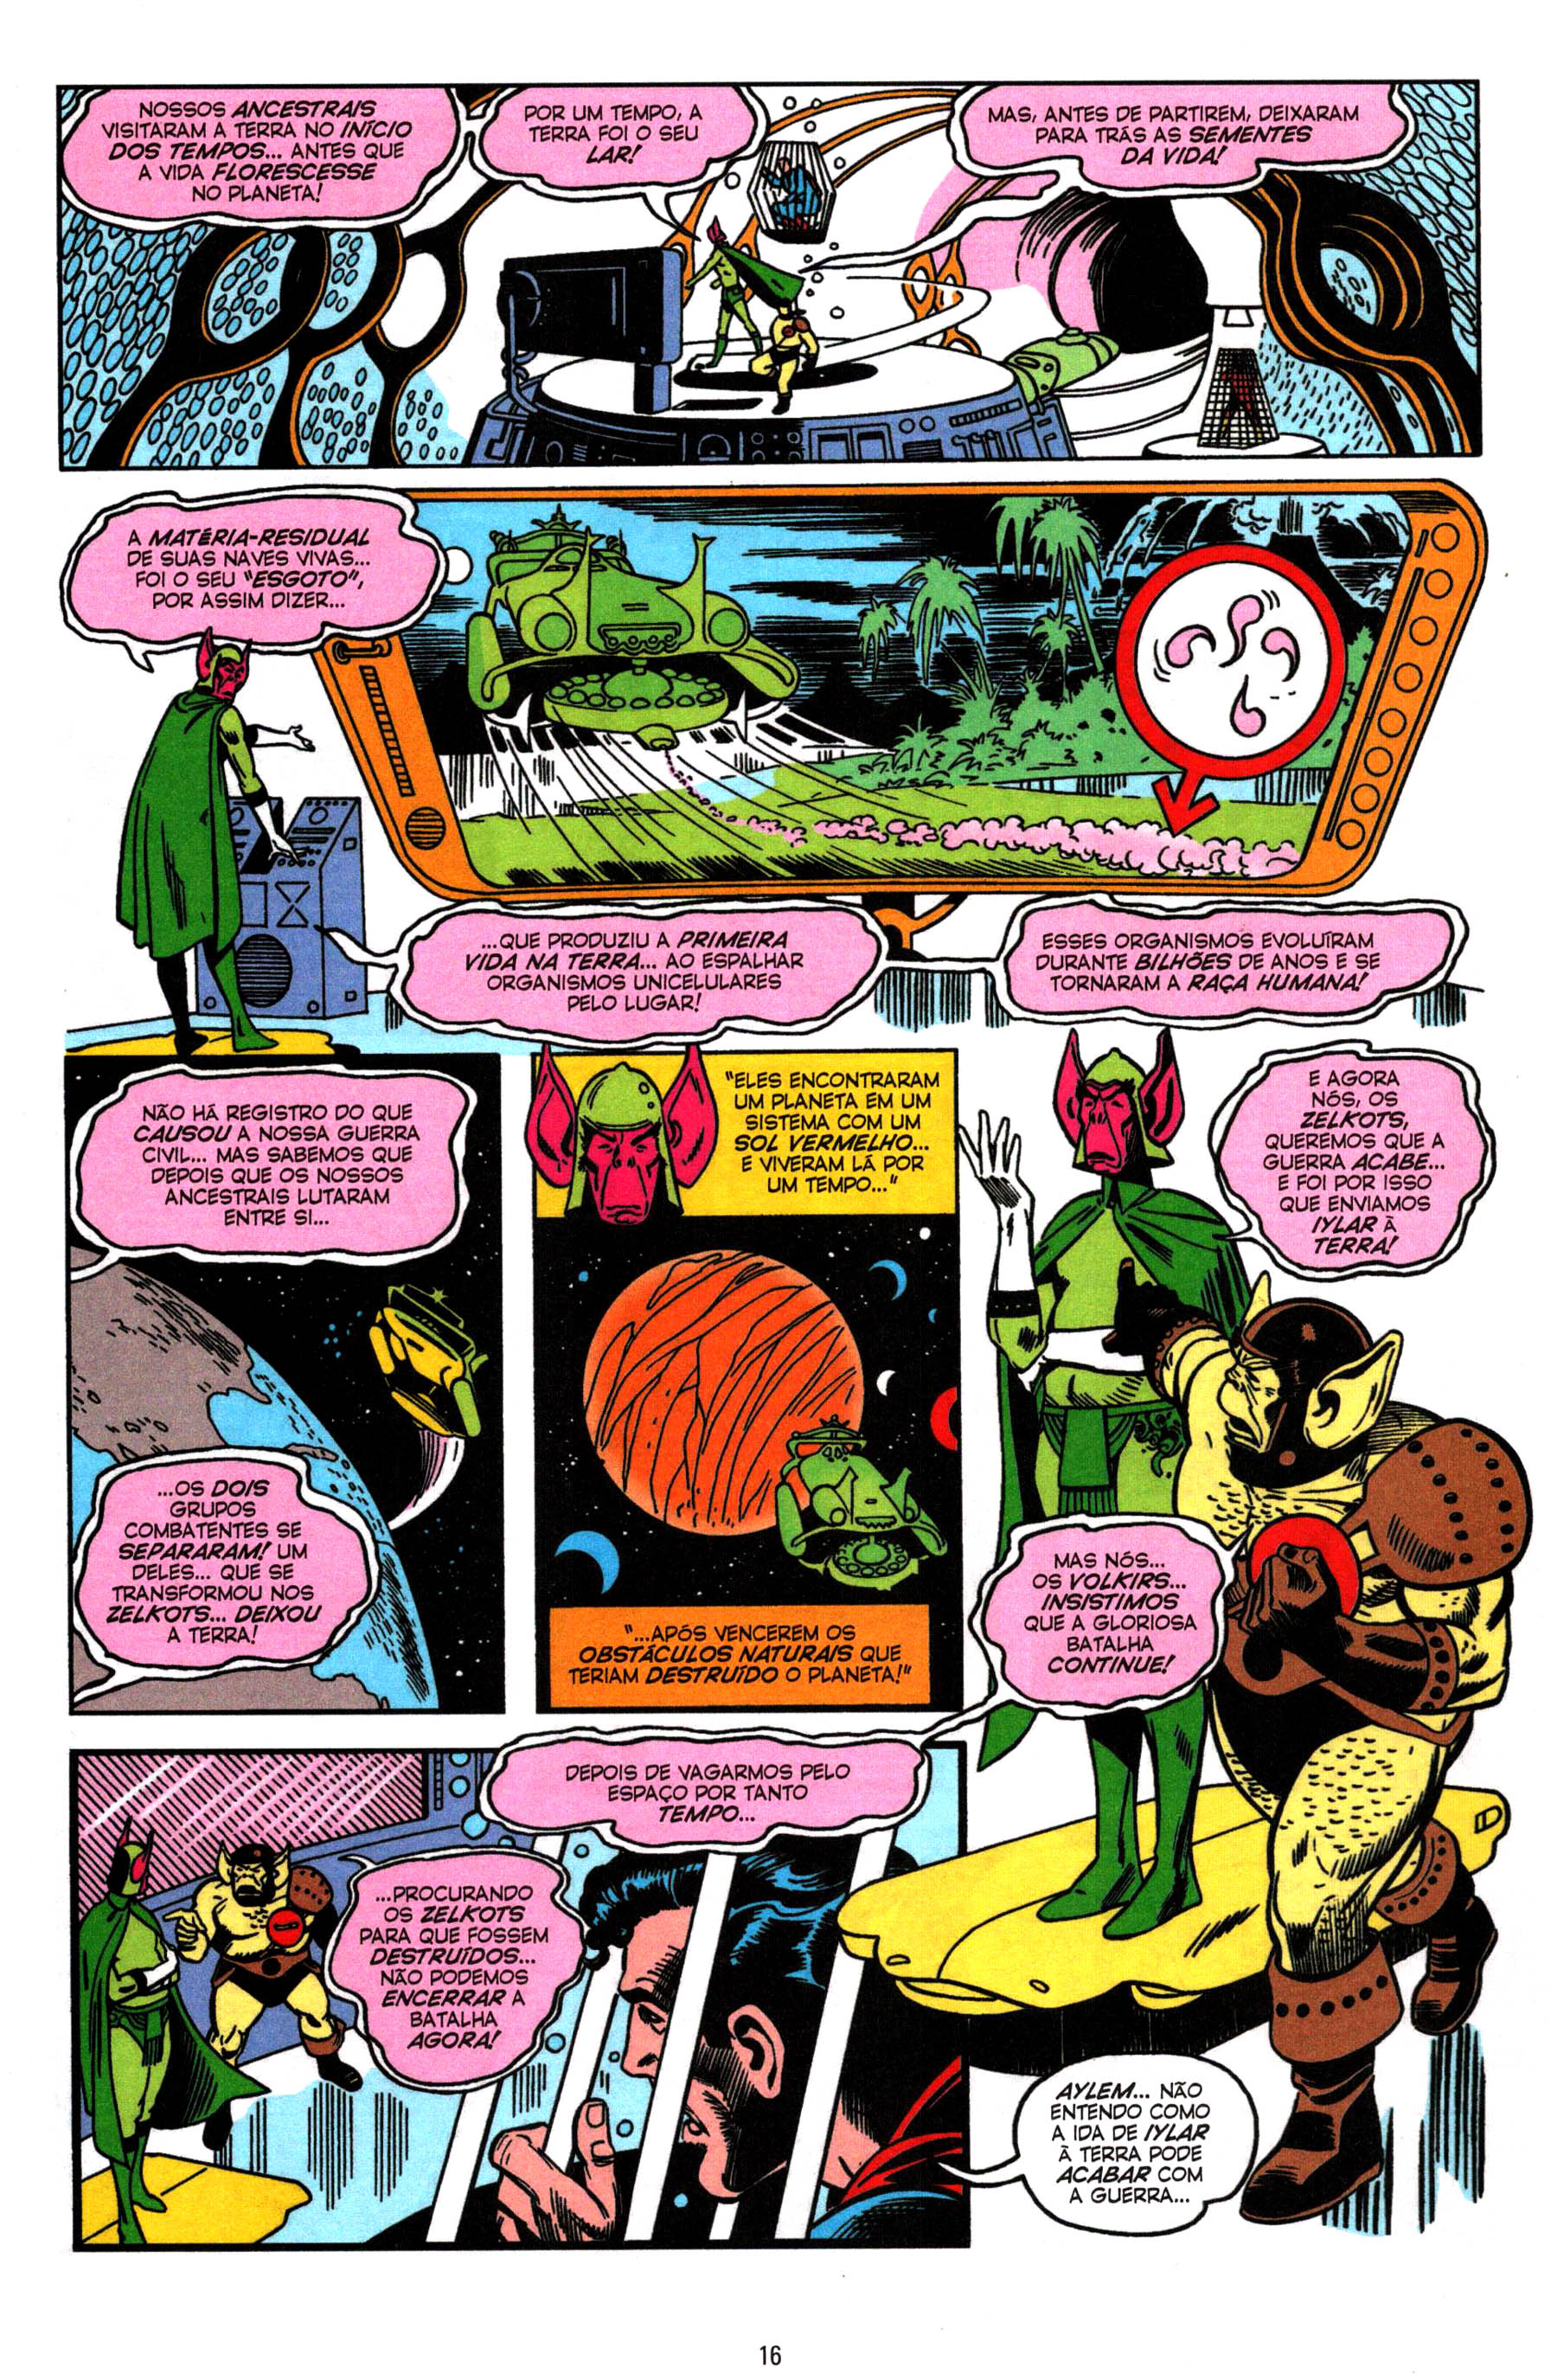 NOSSOS ANCESTRAIS
VISITARAM A TERRA NO INÍCIO
DOS TEMPOS... ANTES QUE
A VIDA FLORESCESSE
NO PLANETA!
POR UM TEMPO, A
TERRA FOI O SEU
LAR!
MAS, ANTES DE PARTIREM, DEIXARAM
PARA TRÁS AS SEMENTES
DA VIDA!
A MATÉRIA-RESIDUAL
DE SUAS NAVES VIVAS...
FOI O SEU "ESGOTO",
POR ASSIM DIZER...
...QUE PRODUZIU A PRIMEIRA
VIDA NA TERRA... AO ESPALHAR
ORGANISMOS UNICELULARES
PELO LUGAR!
ESSES ORGANISMOS EVOLUÍRAM
DURANTE BILHÕES DE ANOS E SE
TORNARAM A RAÇA HUMANA!
NÃO HÁ REGISTRO DO QUE
CAUSOU A NOSSA GUERRA
CIVIL... MAS SABEMOS QUE
DEPOIS QUE OS NOSSOS
ANCESTRAIS LUTARAM
ENTRE SI...
...OS DOIS
GRUPOS
COMBATENTES SE
SEPARARAM! UM
DELES... QUE SE
TRANSFORMOU NOS
ZELKOTS... DEIXOU
A TERRA!
"ELES ENCONTRARAM
UM PLANETA EM UM
SISTEMA COM UM
SOL VERMELHO...
E VIVERAM LÁ POR
UM TEMPO..."
"...APÓS VENCEREM OS
OBSTÁCULOS NATURAIS QUE
TERIAM DESTRUÍDO O PLANETA!"
E AGORA
NÓS, OS
ZELKOTS,
QUEREMOS QUE A
GUERRA ACABE...
E FOI POR ISSO
QUE ENVIAMOS
IYLAR À
TERRA!
MAS NÓS...
OS VOLKIRS...
INSISTIMOS
QUE A GLORIOSA
BATALHA
CONTINUE!
DEPOIS DE VAGARMOS PELO
ESPAÇO POR TANTO
TEMPO...
...PROCURANDO
OS ZELKOTS
PARA QUE FOSSEM
DESTRUÍDOS...
NÃO PODEMOS
ENCERRAR A
BATALHA
AGORA!
AYLEM... NÃO
ENTENDO COMO
A IDA DE IYLAR
À TERRA PODE
ACABAR COM
A GUERRA...
16